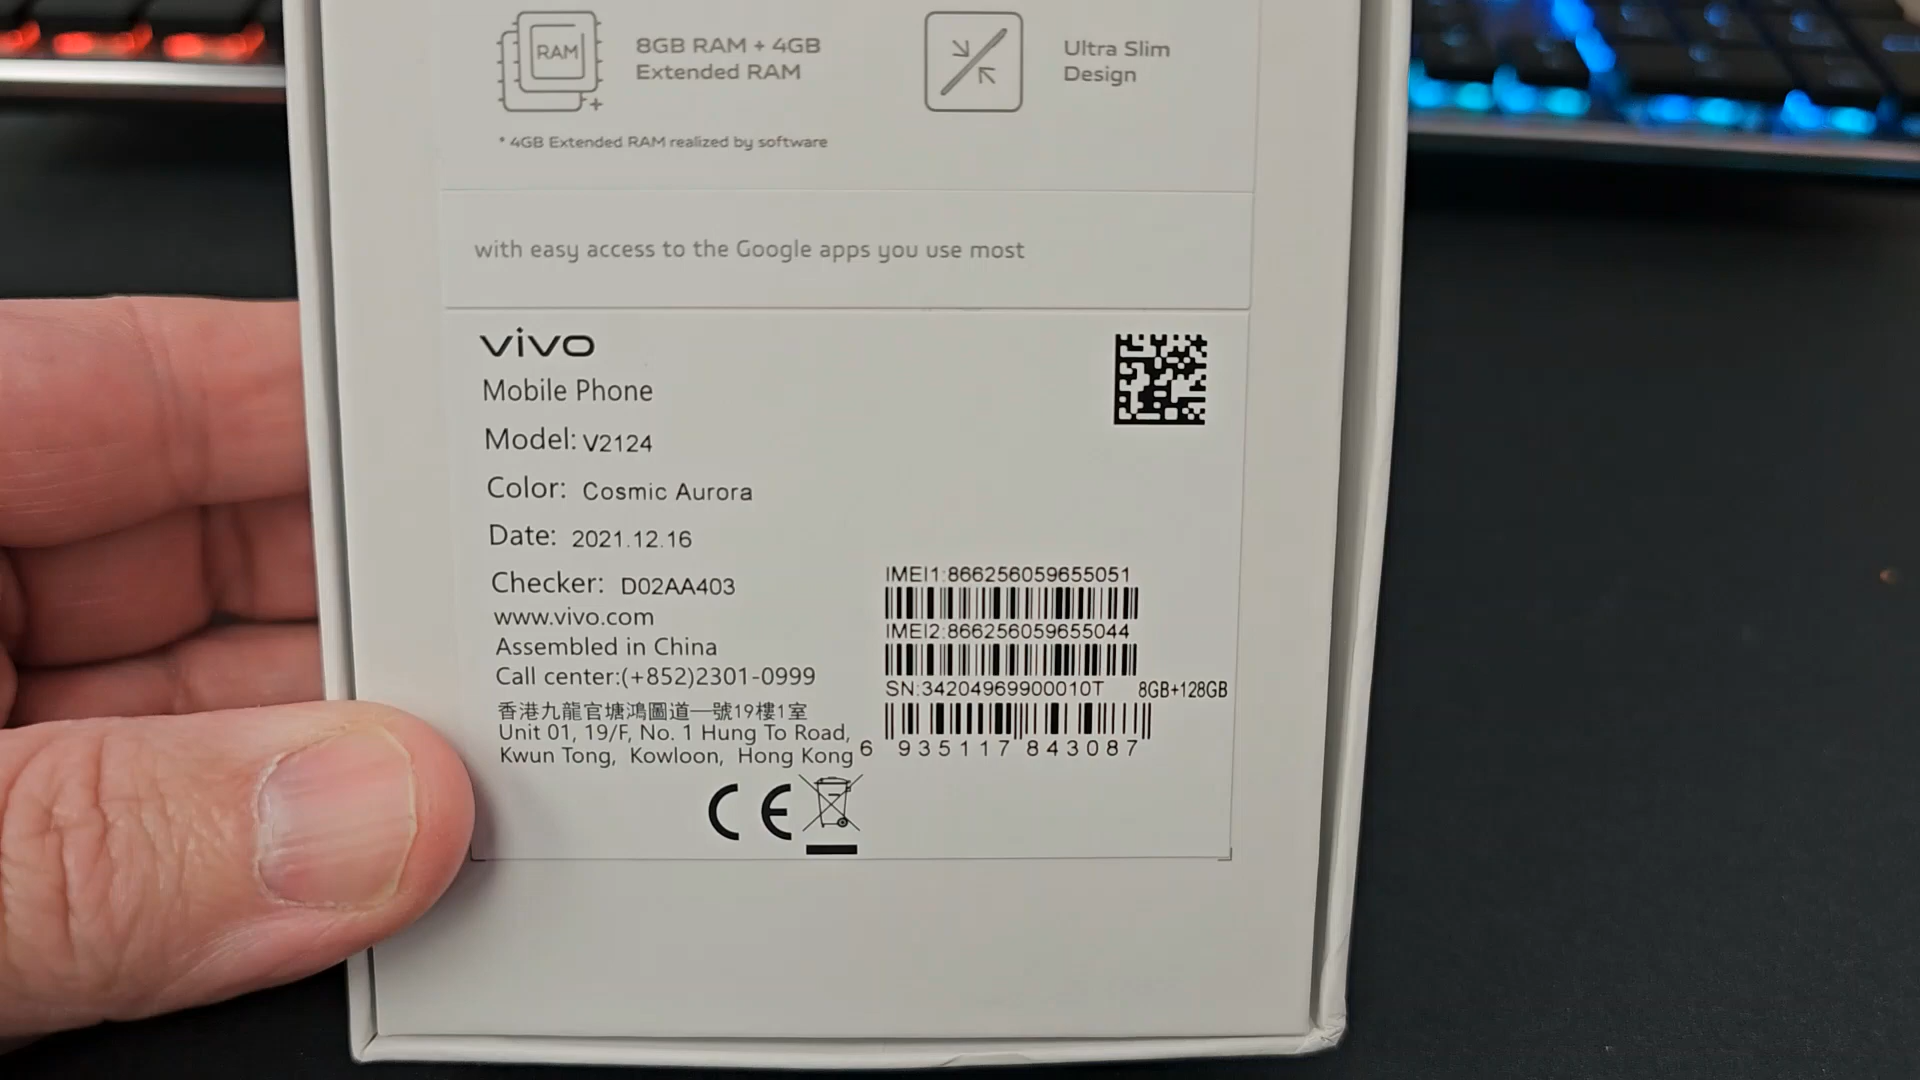 RAM
8GB RAM + 4GB
Extended RAM
Ultra Slim
Design
* 4GB Extended RAM realized by software
with easy access to the Google apps you use most
vivo
Mobile Phone
Model: V2124
Color: Cosmic Aurora
Date: 2021.12.16
Checker: D02AA403
www.vivo.com
Assembled in China
Call center:(+852)2301-0999
香港九龍官塘鴻圖道一號19樓1室
Unit 01, 19/F, No. 1 Hung To Road,
Kwun Tong, Kowloon, Hong Kong
IMEI1:866256059655051
IMEI2:866256059655044
SN:34204969900010T 8GB+128GB
6 935117 843087
CE